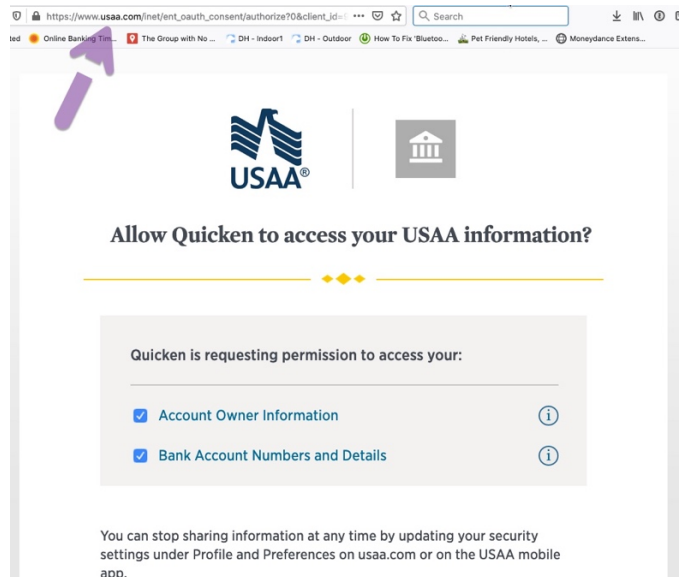 https://www.usaa.com/inet/ent_oauth_consent/authorize?0&client_id= Search
ted Online Banking Tim... The Group with No ... DH - Indoor1 DH - Outdoor How To Fix 'Bluetoo... Pet Friendly Hotels, ... Moneydance Extens...
USAA®
Allow Quicken to access your USAA information?
Quicken is requesting permission to access your:
Account Owner Information
Bank Account Numbers and Details
You can stop sharing information at any time by updating your security
settings under Profile and Preferences on usaa.com or on the USAA mobile
app.